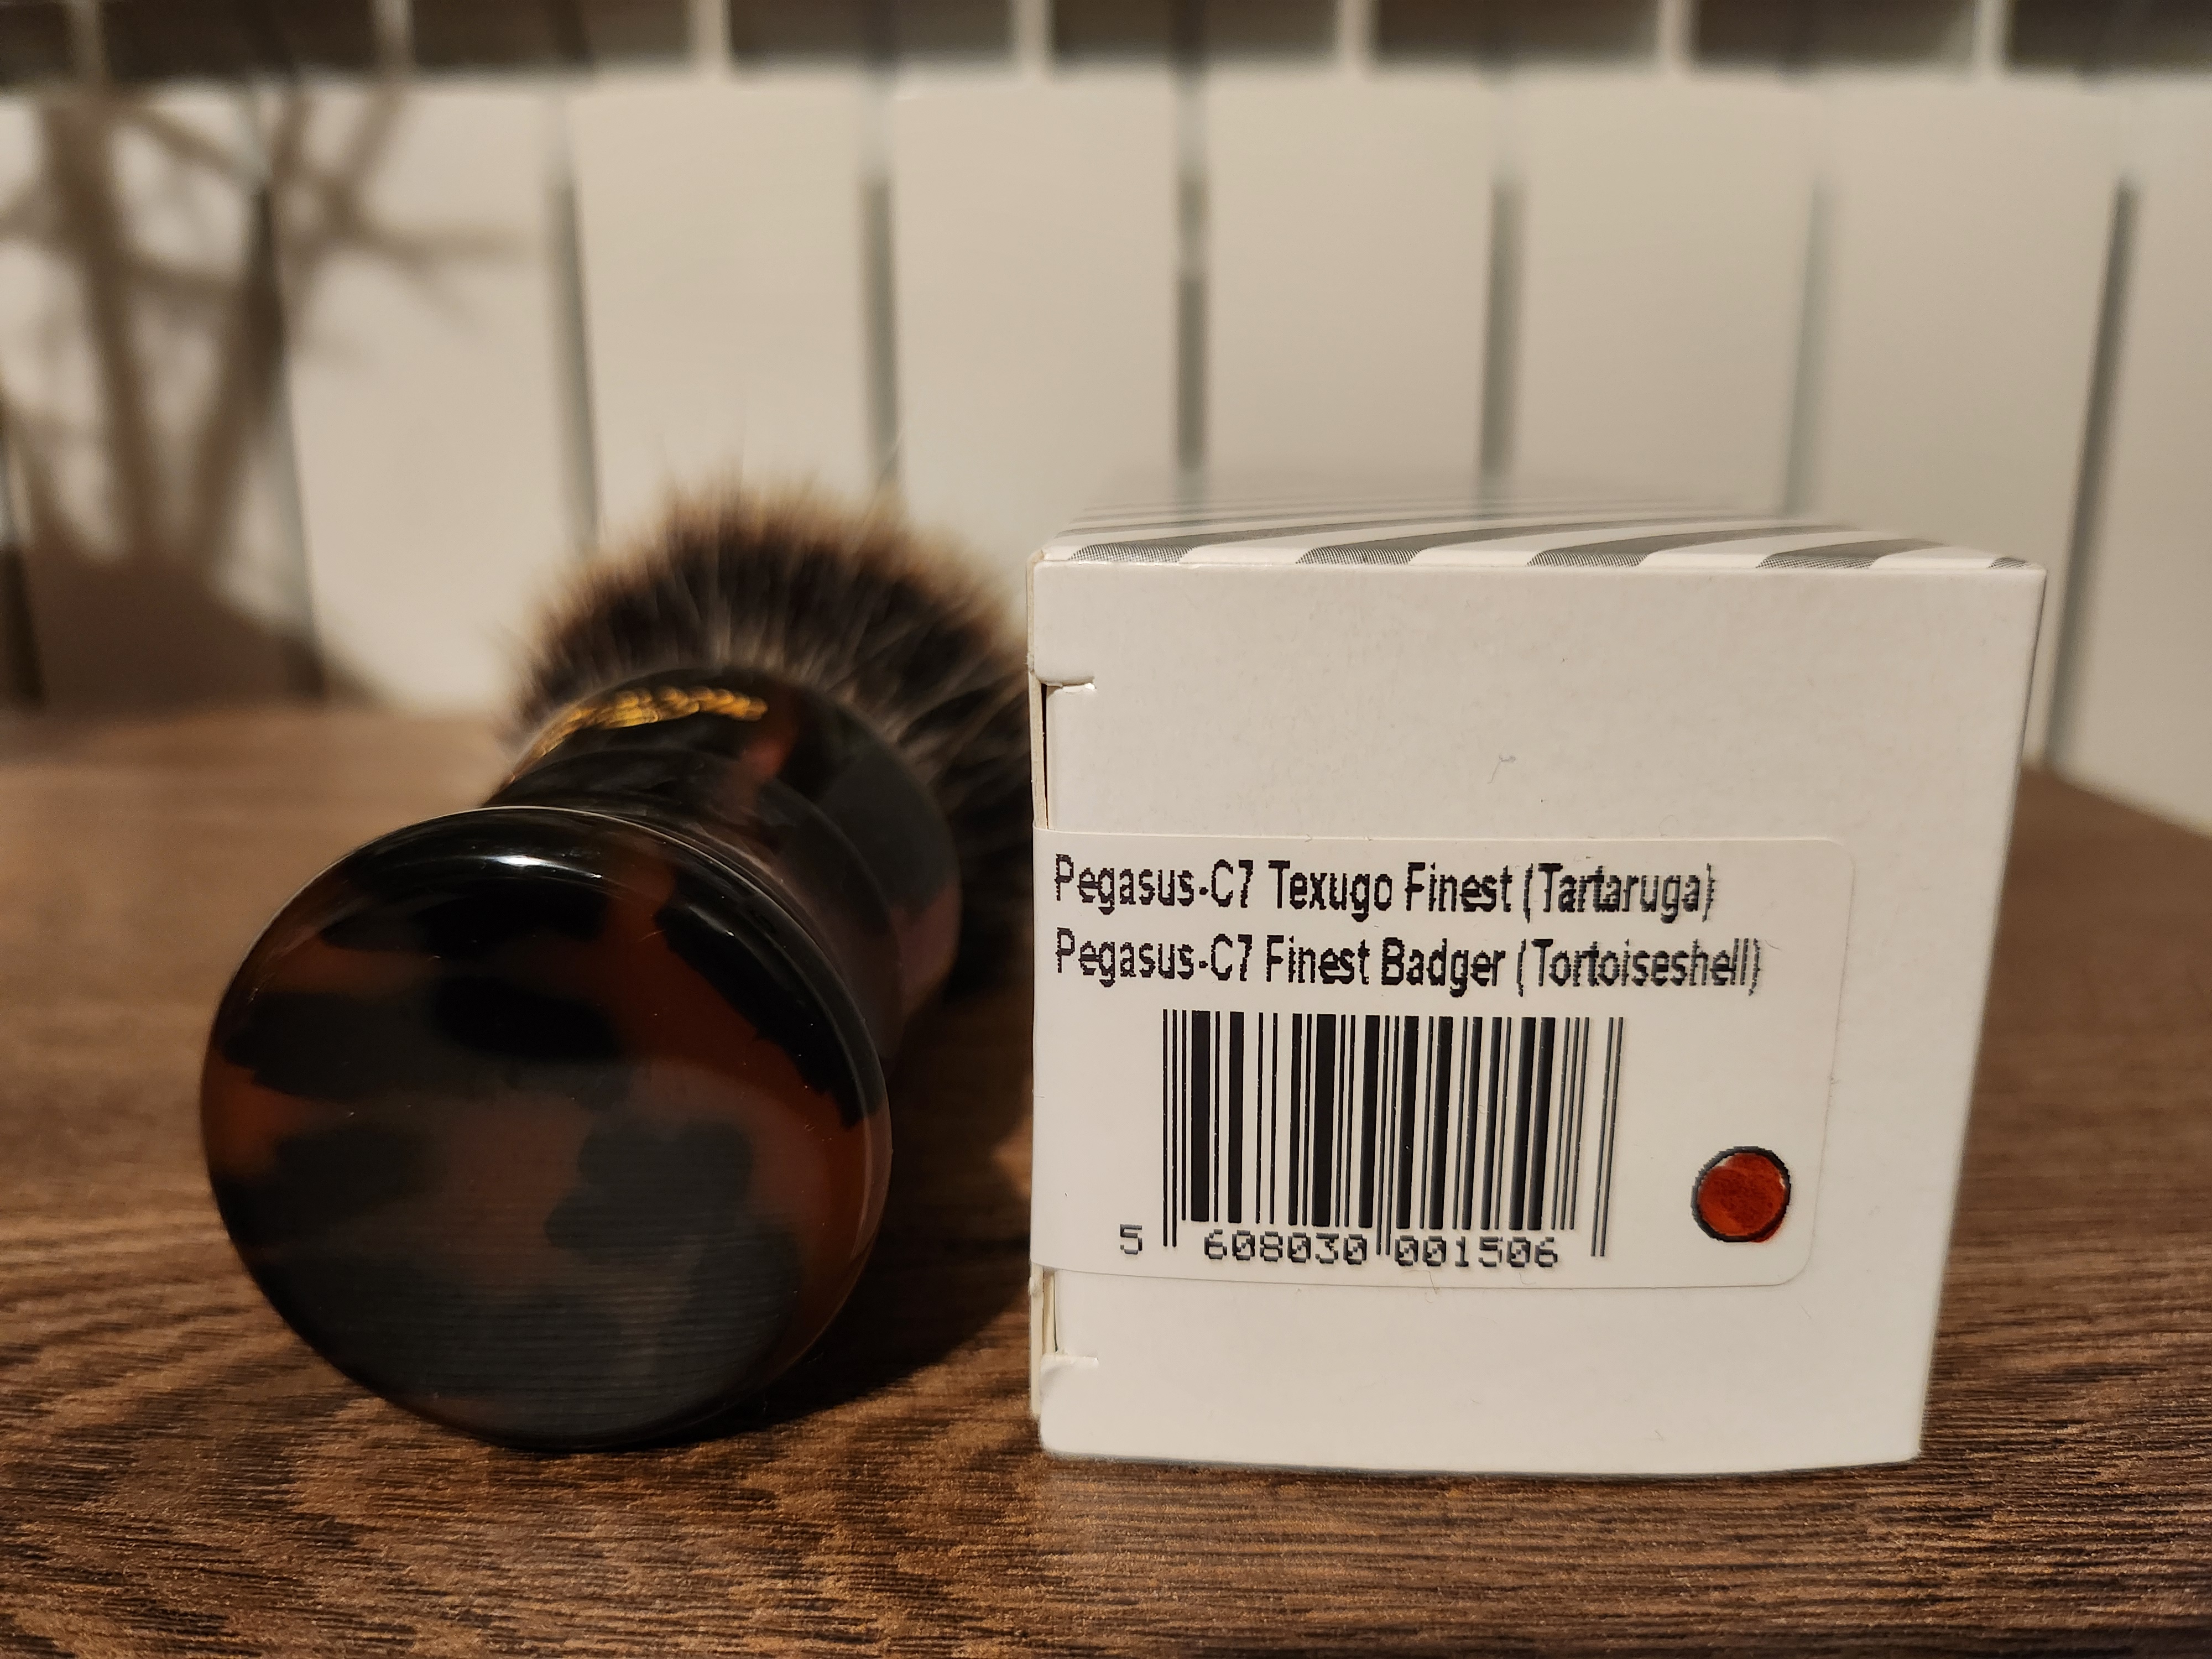 Pegasus-C7 Texugo Finest (Tartaruga)
Pegasus-C7 Finest Badger (Tortoiseshell)
5 608030 001506